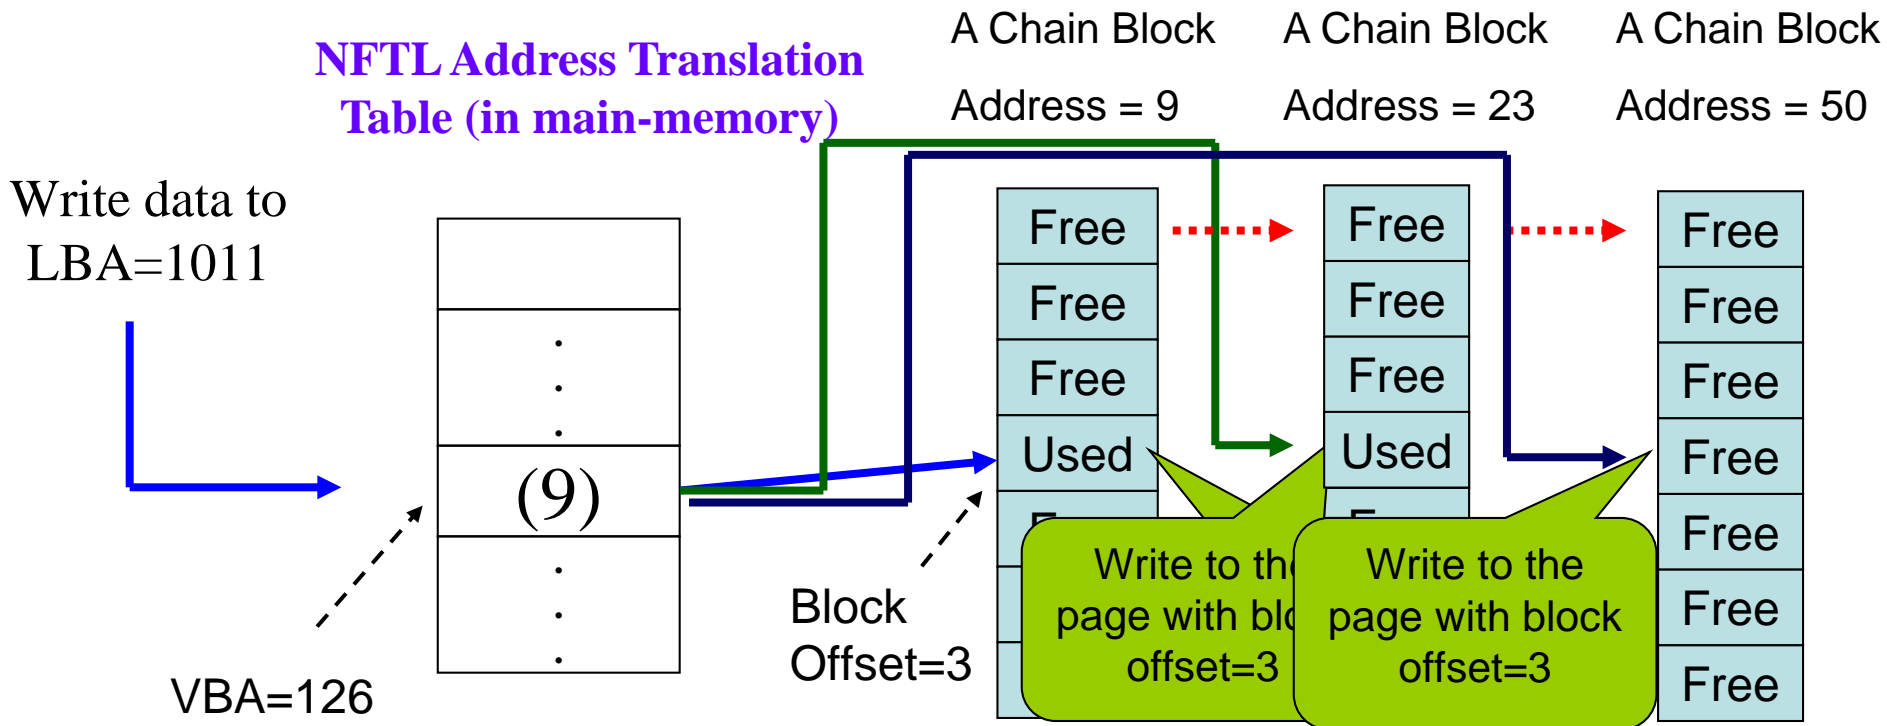 NFTL Address Translation
Table (in main-memory)
A Chain Block
Address = 9
A Chain Block
Address = 23
A Chain Block
Address = 50
Write data to
LBA=1011
.
.
.
(9)
.
.
.
VBA=126
Block
Offset=3
Free
Free
Free
Used
Free
Free
Free
Used
Free
Free
Free
Free
Free
Free
Free
Write to the
page with block
offset=3